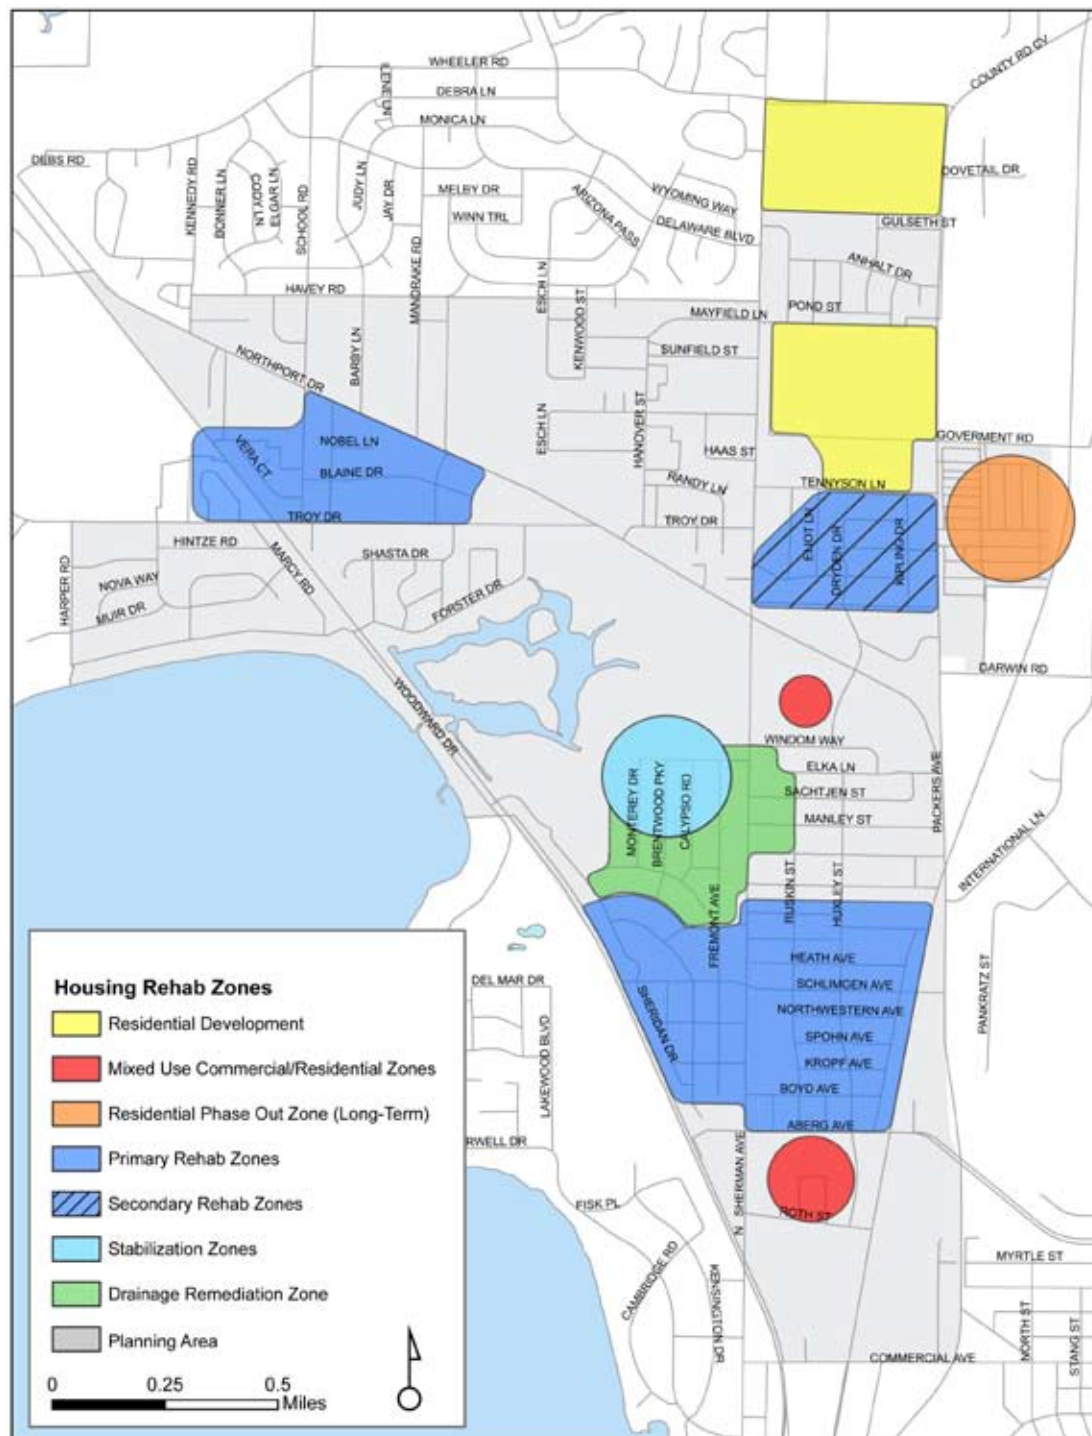 WHEELER RD
COUNTY RD CV
LENE LN
DEBRA LN
MONICA LN
DEBS RD
KENNEDY RD
BONNER LN
CODY LN
ELGAR LN
SCHOOL RD
JUDY LN
JAY DR
MELBY DR
WINN TRL
ARIZONA PASS
WYOMING WAY
DELAWARE BLVD
DOVETAIL DR
GULSETH ST
ANHALT DR
MANDRAKE RD
HAVEY RD
ESCH LN
KENWOOD ST
POND ST
MAYFIELD LN
SUNFIELD ST
NORTHPORT DR
BARBY LN
NOBEL LN
VERA CT
BLAINE DR
TROY DR
ESCH LN
HANOVER ST
HAAS ST
RANDY LN
TROY DR
GOVERMENT RD
TENNYSON LN
ELIOT LN
DRYDEN DR
KIPLING DR
HARPER RD
HINTZE RD
MARCY RD
SHASTA DR
NOVA WAY
MUIR DR
FORSTER DR
DARWIN RD
WOODWARD DR
WINDOM WAY
ELKA LN
SACHTJEN ST
MANLEY ST
PACKERS AVE
MONTEREY DR
BRENTWOOD PKY
CALYPSO RD
INTERNATIONAL LN
FREMONT AVE
RUSKIN ST
HUXLEY ST
HEATH AVE
SCHLIMGEN AVE
NORTHWESTERN AVE
SPOHN AVE
KROPF AVE
BOYD AVE
ABERG AVE
SHERIDAN DR
PANKRATZ ST
DEL MAR DR
LAKEWOOD BLVD
RWELL DR
N SHERMAN AVE
ROTH ST
FISK PL
CAMBRIDGE RD
KENSINGTON DR
MYRTLE ST
NORTH ST
STANG ST
COMMERCIAL AVE
Housing Rehab Zones
Residential Development
Mixed Use Commercial/Residential Zones
Residential Phase Out Zone (Long-Term)
Primary Rehab Zones
Secondary Rehab Zones
Stabilization Zones
Drainage Remediation Zone
Planning Area
0 0.25 0.5
Miles